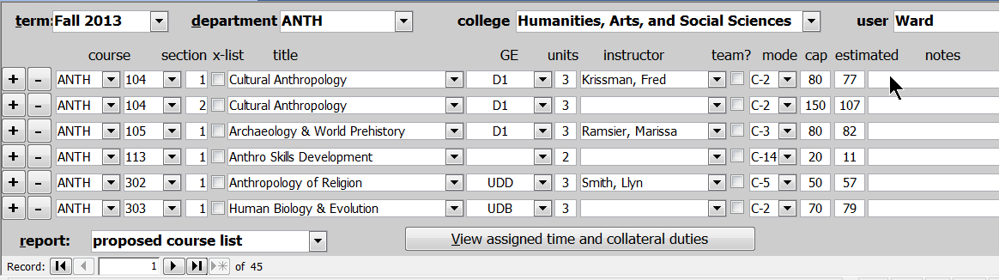 term: Fall 2013 department ANTH college Humanities, Arts, and Social Sciences user Ward
course section x-list title GE units instructor team? mode cap estimated notes
+ - ANTH 104 1 Cultural Anthropology D1 3 Krissman, Fred C-2 80 77
+ - ANTH 104 2 Cultural Anthropology D1 3 C-2 150 107
+ - ANTH 105 1 Archaeology & World Prehistory D1 3 Ramsier, Marissa C-3 80 82
+ - ANTH 113 1 Anthro Skills Development 2 C-14 20 11
+ - ANTH 302 1 Anthropology of Religion UDD 3 Smith, Llyn C-5 50 57
+ - ANTH 303 1 Human Biology & Evolution UDB 3 C-2 70 79
report: proposed course list View assigned time and collateral duties
Record: 1 of 45